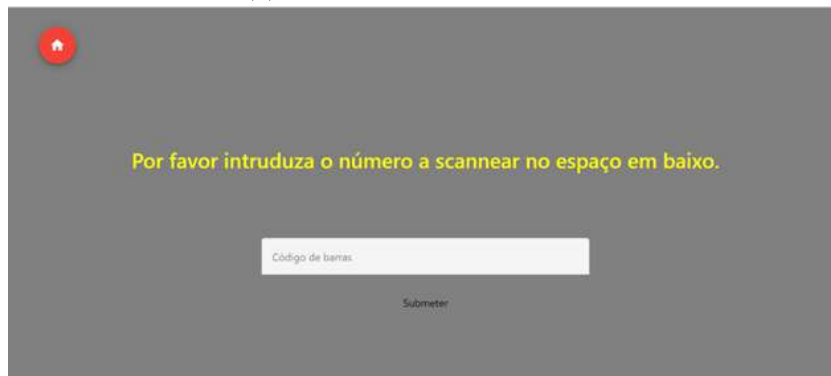 Por favor intruduza o número a scannear no espaço em baixo.
Código de barras
Submeter